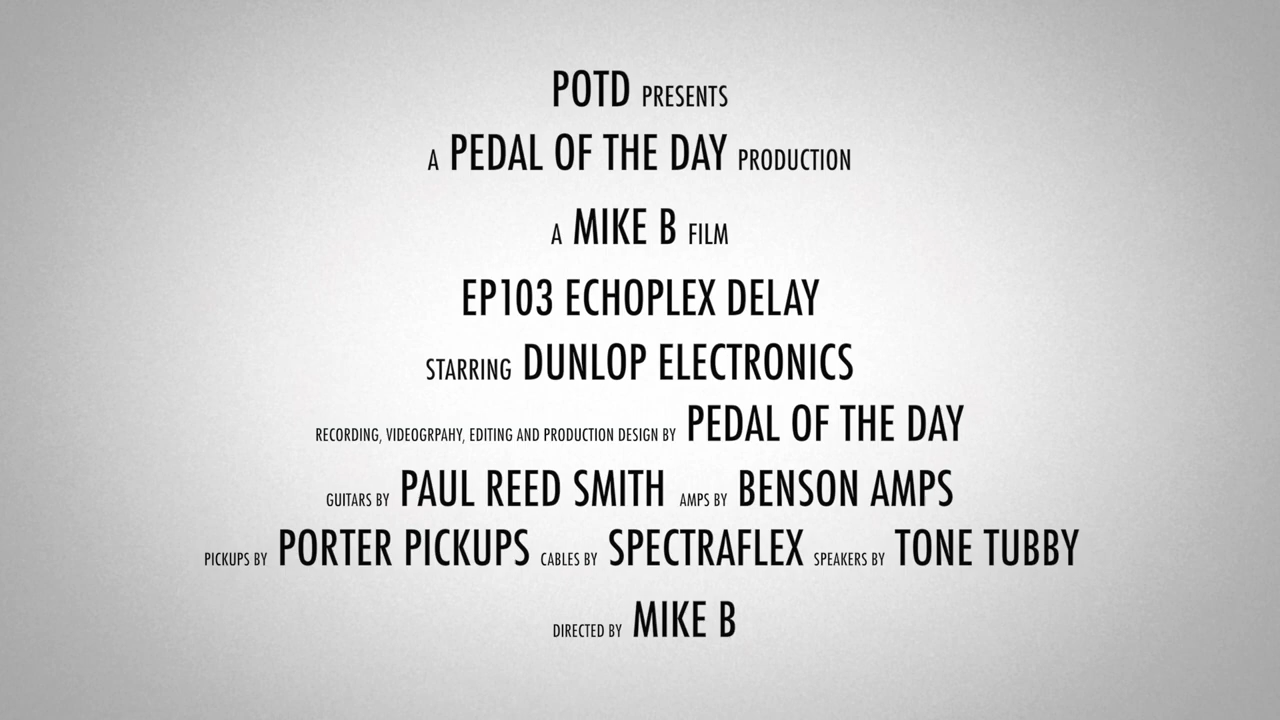 POTD PRESENTS
A PEDAL OF THE DAY PRODUCTION
A MIKE B FILM
EP103 ECHOPLEX DELAY
STARRING DUNLOP ELECTRONICS
RECORDING, VIDEOGRPAHY, EDITING AND PRODUCTION DESIGN BY PEDAL OF THE DAY
GUITARS BY PAUL REED SMITH AMPS BY BENSON AMPS
PICKUPS BY PORTER PICKUPS CABLES BY SPECTRAFLEX SPEAKERS BY TONE TUBBY
DIRECTED BY MIKE B